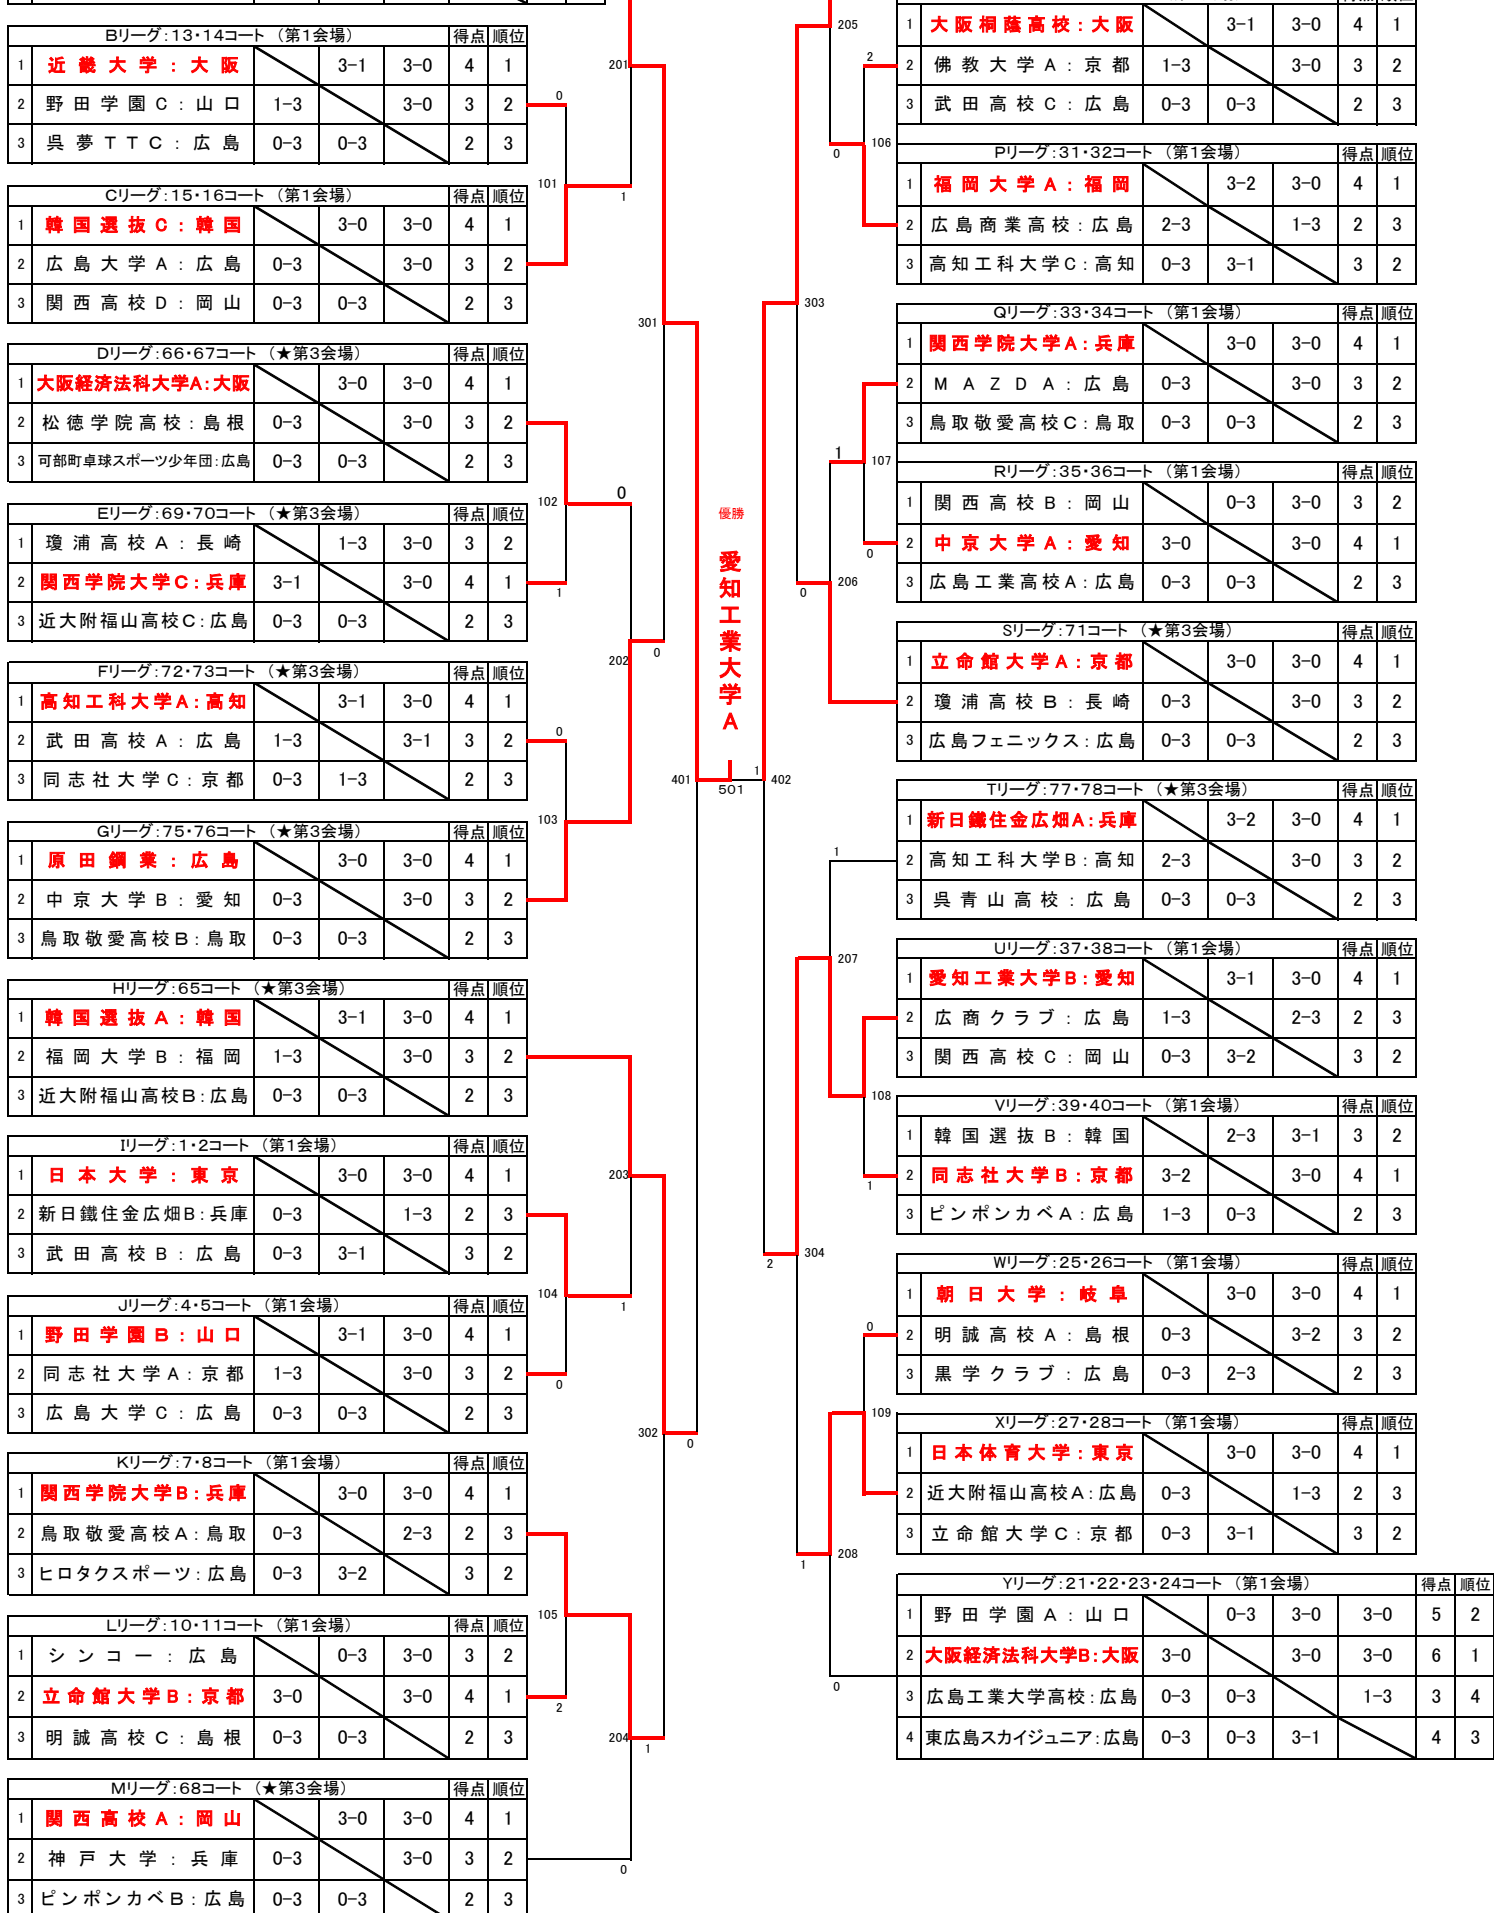 Bリーグ:13・14コート (第1会場) 得点 順位
1 近畿大学:大阪 3-1 3-0 4 1
2 野田学園C:山口 1-3 3-0 3 2
3 呉夢TTC:広島 0-3 0-3 2 3
Cリーグ:15・16コート (第1会場) 得点 順位
1 韓国選抜C:韓国 3-0 3-0 4 1
2 広島大学A:広島 0-3 3-0 3 2
3 関西高校D:岡山 0-3 0-3 2 3
Dリーグ:66・67コート (★第3会場) 得点 順位
1 大阪経済法科大学A:大阪 3-0 3-0 4 1
2 松徳学院高校:島根 0-3 3-0 3 2
3 可部町卓球スポーツ少年団:広島 0-3 0-3 2 3
Eリーグ:69・70コート (★第3会場) 得点 順位
1 瓊浦高校A:長崎 1-3 3-0 3 2
2 関西学院大学C:兵庫 3-1 3-0 4 1
3 近大附福山高校C:広島 0-3 0-3 2 3
Fリーグ:72・73コート (★第3会場) 得点 順位
1 高知工科大学A:高知 3-1 3-0 4 1
2 武田高校A:広島 1-3 3-1 3 2
3 同志社大学C:京都 0-3 1-3 2 3
Gリーグ:75・76コート (★第3会場) 得点 順位
1 原田鋼業:広島 3-0 3-0 4 1
2 中京大学B:愛知 0-3 3-0 3 2
3 鳥取敬愛高校B:鳥取 0-3 0-3 2 3
Hリーグ:65コート (★第3会場) 得点 順位
1 韓国選抜A:韓国 3-1 3-0 4 1
2 福岡大学B:福岡 1-3 3-0 3 2
3 近大附福山高校B:広島 0-3 0-3 2 3
Iリーグ:1・2コート (第1会場) 得点 順位
1 日本大学:東京 3-0 3-0 4 1
2 新日鐵住金広畑B:兵庫 0-3 1-3 2 3
3 武田高校B:広島 0-3 3-1 3 2
Jリーグ:4・5コート (第1会場) 得点 順位
1 野田学園B:山口 3-1 3-0 4 1
2 同志社大学A:京都 1-3 3-0 3 2
3 広島大学C:広島 0-3 0-3 2 3
Kリーグ:7・8コート (第1会場) 得点 順位
1 関西学院大学B:兵庫 3-0 3-0 4 1
2 鳥取敬愛高校A:鳥取 0-3 2-3 2 3
3 ヒロタクスポーツ:広島 0-3 3-2 3 2
Lリーグ:10・11コート (第1会場) 得点 順位
1 シンコー:広島 0-3 3-0 3 2
2 立命館大学B:京都 3-0 3-0 4 1
3 明誠高校C:島根 0-3 0-3 2 3
Mリーグ:68コート (★第3会場) 得点 順位
1 関西高校A:岡山 3-0 3-0 4 1
2 神戸大学:兵庫 0-3 3-0 3 2
3 ピンポンカベB:広島 0-3 0-3 2 3
0
101
201
1
301
102
0
1
202
0
0
103
203
104
1
0
302
0
105
2
204
1
0
優勝
愛知工業大学A
401
501
1
402
205
2
0
106
303
1
107
0
0
206
1
207
108
1
2
304
0
109
1
208
0
1 大阪桐蔭高校:大阪 3-1 3-0 4 1
2 佛教大学A:京都 1-3 3-0 3 2
3 武田高校C:広島 0-3 0-3 2 3
Pリーグ:31・32コート (第1会場) 得点 順位
1 福岡大学A:福岡 3-2 3-0 4 1
2 広島商業高校:広島 2-3 1-3 2 3
3 高知工科大学C:高知 0-3 3-1 3 2
Qリーグ:33・34コート (第1会場) 得点 順位
1 関西学院大学A:兵庫 3-0 3-0 4 1
2 MAZDA:広島 0-3 3-0 3 2
3 鳥取敬愛高校C:鳥取 0-3 0-3 2 3
Rリーグ:35・36コート (第1会場) 得点 順位
1 関西高校B:岡山 0-3 3-0 3 2
2 中京大学A:愛知 3-0 3-0 4 1
3 広島工業高校A:広島 0-3 0-3 2 3
Sリーグ:71コート (★第3会場) 得点 順位
1 立命館大学A:京都 3-0 3-0 4 1
2 瓊浦高校B:長崎 0-3 3-0 3 2
3 広島フェニックス:広島 0-3 0-3 2 3
Tリーグ:77・78コート (★第3会場) 得点 順位
1 新日鐵住金広畑A:兵庫 3-2 3-0 4 1
2 高知工科大学B:高知 2-3 3-0 3 2
3 呉青山高校:広島 0-3 0-3 2 3
Uリーグ:37・38コート (第1会場) 得点 順位
1 愛知工業大学B:愛知 3-1 3-0 4 1
2 広商クラブ:広島 1-3 2-3 2 3
3 関西高校C:岡山 0-3 3-2 3 2
Vリーグ:39・40コート (第1会場) 得点 順位
1 韓国選抜B:韓国 2-3 3-1 3 2
2 同志社大学B:京都 3-2 3-0 4 1
3 ピンポンカベA:広島 1-3 0-3 2 3
Wリーグ:25・26コート (第1会場) 得点 順位
1 朝日大学:岐阜 3-0 3-0 4 1
2 明誠高校A:島根 0-3 3-2 3 2
3 黒学クラブ:広島 0-3 2-3 2 3
Xリーグ:27・28コート (第1会場) 得点 順位
1 日本体育大学:東京 3-0 3-0 4 1
2 近大附福山高校A:広島 0-3 1-3 2 3
3 立命館大学C:京都 0-3 3-1 3 2
Yリーグ:21・22・23・24コート (第1会場) 得点 順位
1 野田学園A:山口 0-3 3-0 3-0 5 2
2 大阪経済法科大学B:大阪 3-0 3-0 3-0 6 1
3 広島工業大学高校:広島 0-3 0-3 1-3 3 4
4 東広島スカイジュニア:広島 0-3 0-3 3-1 4 3